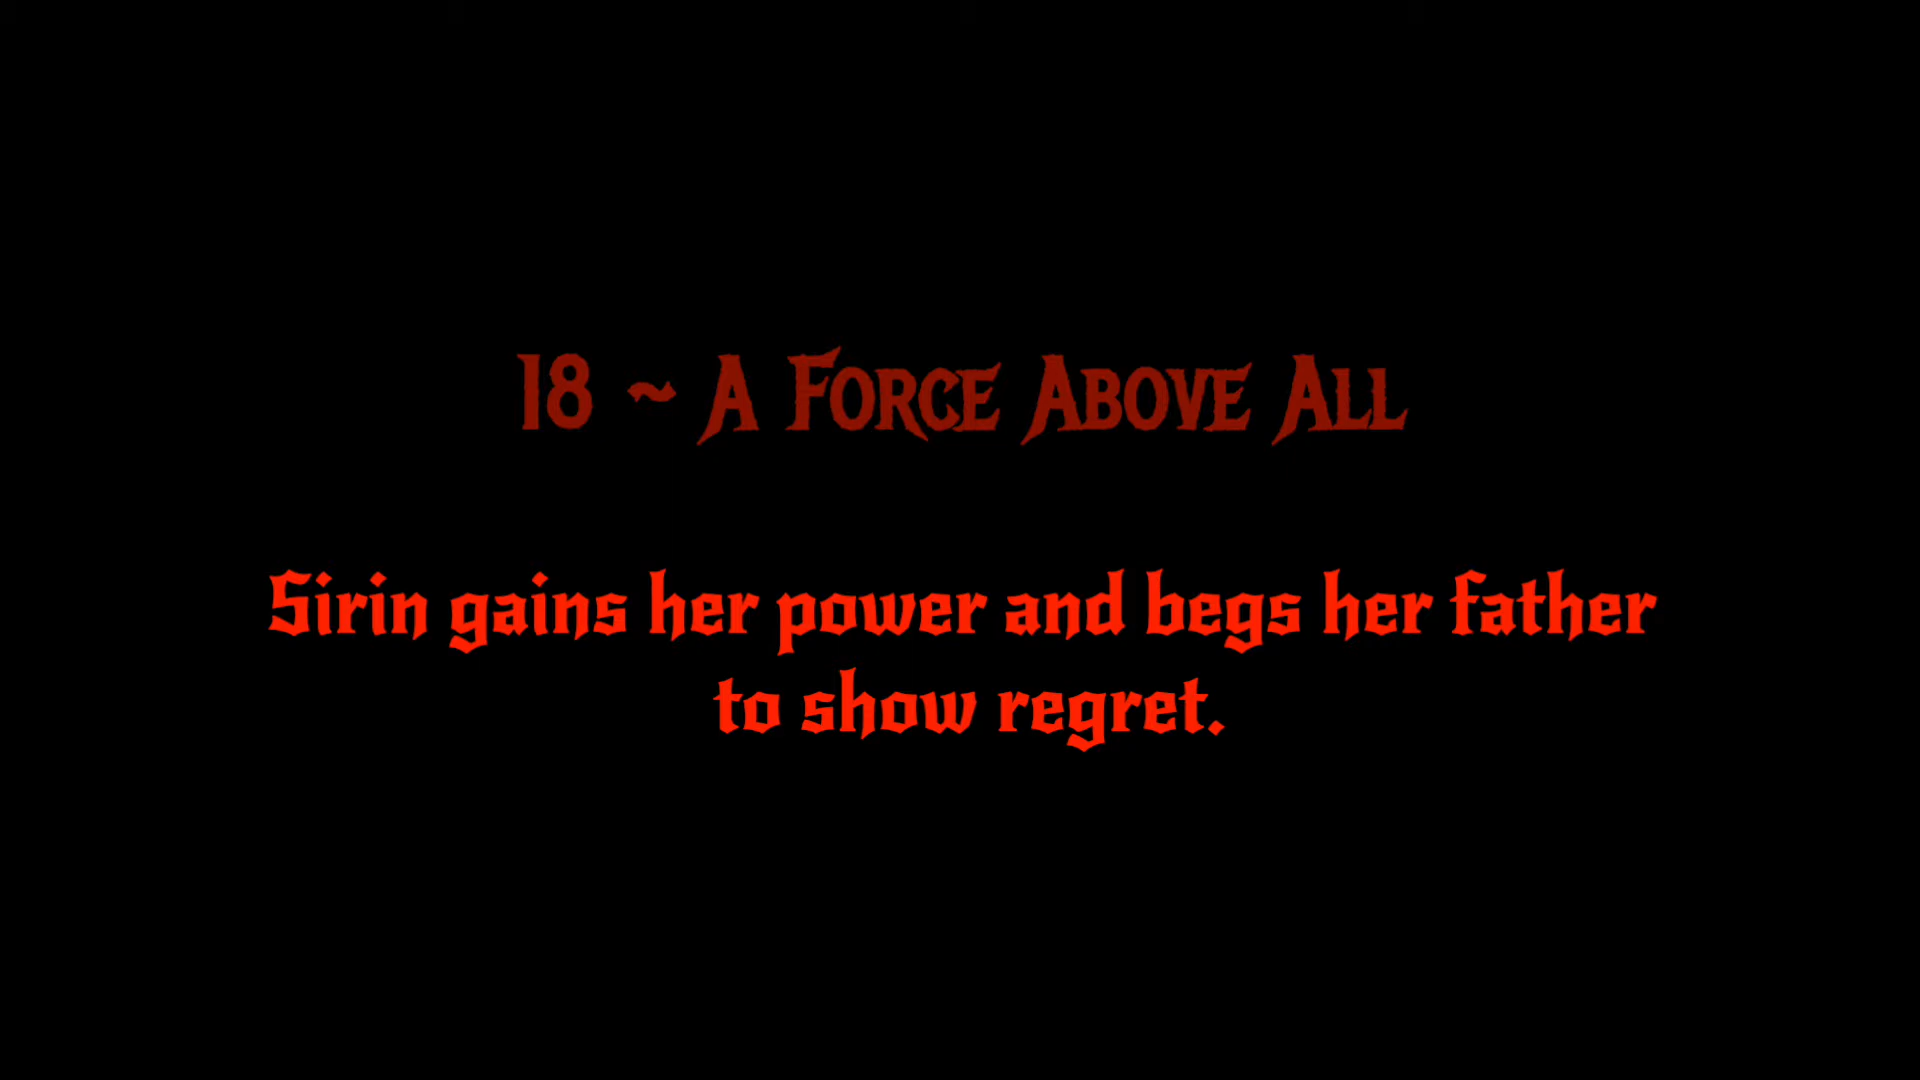 18 ~ A Force Above All
Sirin gains her power and begs her father
to show regret.